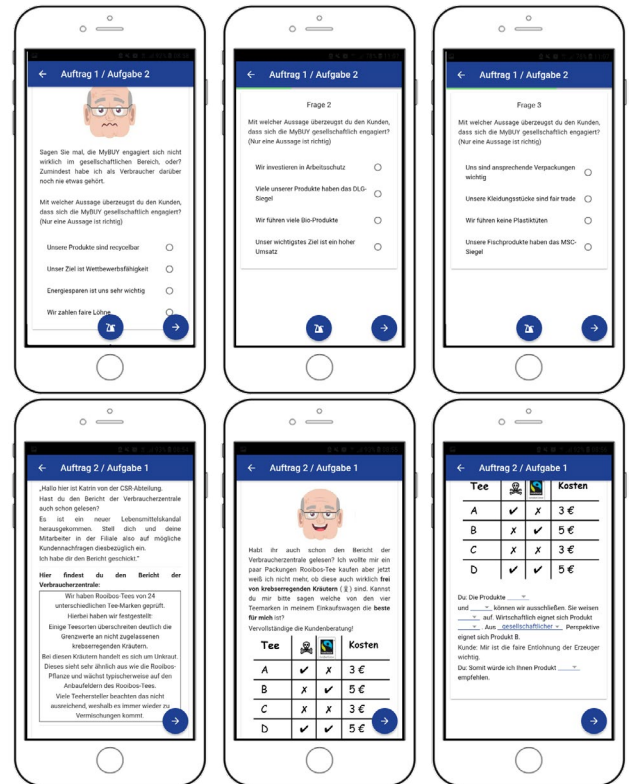 Auftrag 1 / Aufgabe 2
Sagen Sie mal, die MyBUY engagiert sich nicht
wirklich im gesellschaftlichen Bereich, oder?
Zumindest habe ich als Verbraucher darüber
noch nie etwas gehört.
Mit welcher Aussage überzeugst du den Kunden,
dass sich die MyBUY gesellschaftlich engagiert?
(Nur eine Aussage ist richtig)
Unsere Produkte sind recycelbar
Unser Ziel ist Wettbewerbsfähigkeit
Energiesparen ist uns sehr wichtig
Wir zahlen faire Löhne
Auftrag 1 / Aufgabe 2
Frage 2
Mit welcher Aussage überzeugst du den Kunden,
dass sich die MyBUY gesellschaftlich engagiert?
(Nur eine Aussage ist richtig)
Wir investieren in Arbeitsschutz
Viele unserer Produkte haben das DLG-
Siegel
Wir führen viele Bio-Produkte
Unser wichtigstes Ziel ist ein hoher
Umsatz
Auftrag 1 / Aufgabe 2
Frage 3
Mit welcher Aussage überzeugst du den Kunden,
dass sich die MyBUY gesellschaftlich engagiert?
(Nur eine Aussage ist richtig)
Uns sind ansprechende Verpackungen
wichtig
Unsere Kleidungsstücke sind fair trade
Wir führen keine Plastiktüten
Unsere Fischprodukte haben das MSC-
Siegel
Auftrag 2 / Aufgabe 1
„Hallo hier ist Katrin von der CSR-Abteilung.
Hast du den Bericht der Verbraucherzentrale
auch schon gelesen?
Es ist ein neuer Lebensmittelskandal
herausgekommen. Stell dich und deine
Mitarbeiter in der Filiale also auf mögliche
Kundennachfragen diesbezüglich ein.
Ich habe dir den Bericht geschickt."
Hier findest du den Bericht der
Verbraucherzentrale:
Wir haben Rooibos-Tees von 24
unterschiedlichen Tee-Marken geprüft.
Hierbei haben wir festgestellt:
Einige Teesorten überschreiten deutlich die
Grenzwerte an nicht zugelassenen
krebserregenden Kräutern.
Bei diesen Kräutern handelt es sich um Unkraut.
Dieses sieht sehr ähnlich aus wie die Rooibos-
Pflanze und wächst typischerweise auf den
Anbaufeldern des Rooibos-Tees.
Viele Teehersteller beachten das nicht
ausreichend, weshalb es immer wieder zu
Vermischungen kommt.
Auftrag 2 / Aufgabe 1
Habt ihr auch schon den Bericht der
Verbraucherzentrale gelesen? Ich wollte mir ein
paar Packungen Rooibos-Tee kaufen aber jetzt
weiß ich nicht mehr, ob diese auch wirklich frei
von krebserregenden Kräutern (☠) sind. Kannst
du mir bitte sagen welche von den vier
Teemarken in meinem Einkaufswagen die beste
für mich ist?
Vervollständige die Kundenberatung!
Tee Kosten
A ✓ ✗ 3 €
B ✗ ✓ 5 €
C ✗ ✗ 3 €
D ✓ ✓ 5 €
Auftrag 2 / Aufgabe 1
Tee Kosten
A ✓ ✗ 3 €
B ✗ ✓ 5 €
C ✗ ✗ 3 €
D ✓ ✓ 5 €
Du: Die Produkte
und können wir ausschließen. Sie weisen
auf. Wirtschaftlich eignet sich Produkt
. Aus gesellschaftlicher Perspektive
eignet sich Produkt B.
Kunde: Mir ist die faire Entlohnung der Erzeuger
wichtig.
Du: Somit würde ich Ihnen Produkt
empfehlen.